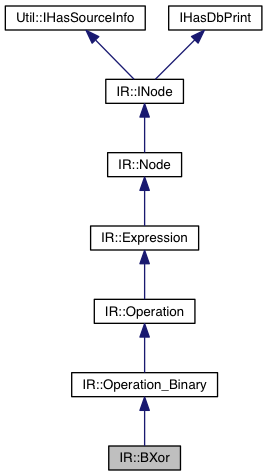 Util::IHasSourceInfo
IHasDbPrint
IR::INode
IR::Node
IR::Expression
IR::Operation
IR::Operation_Binary
IR::BXor